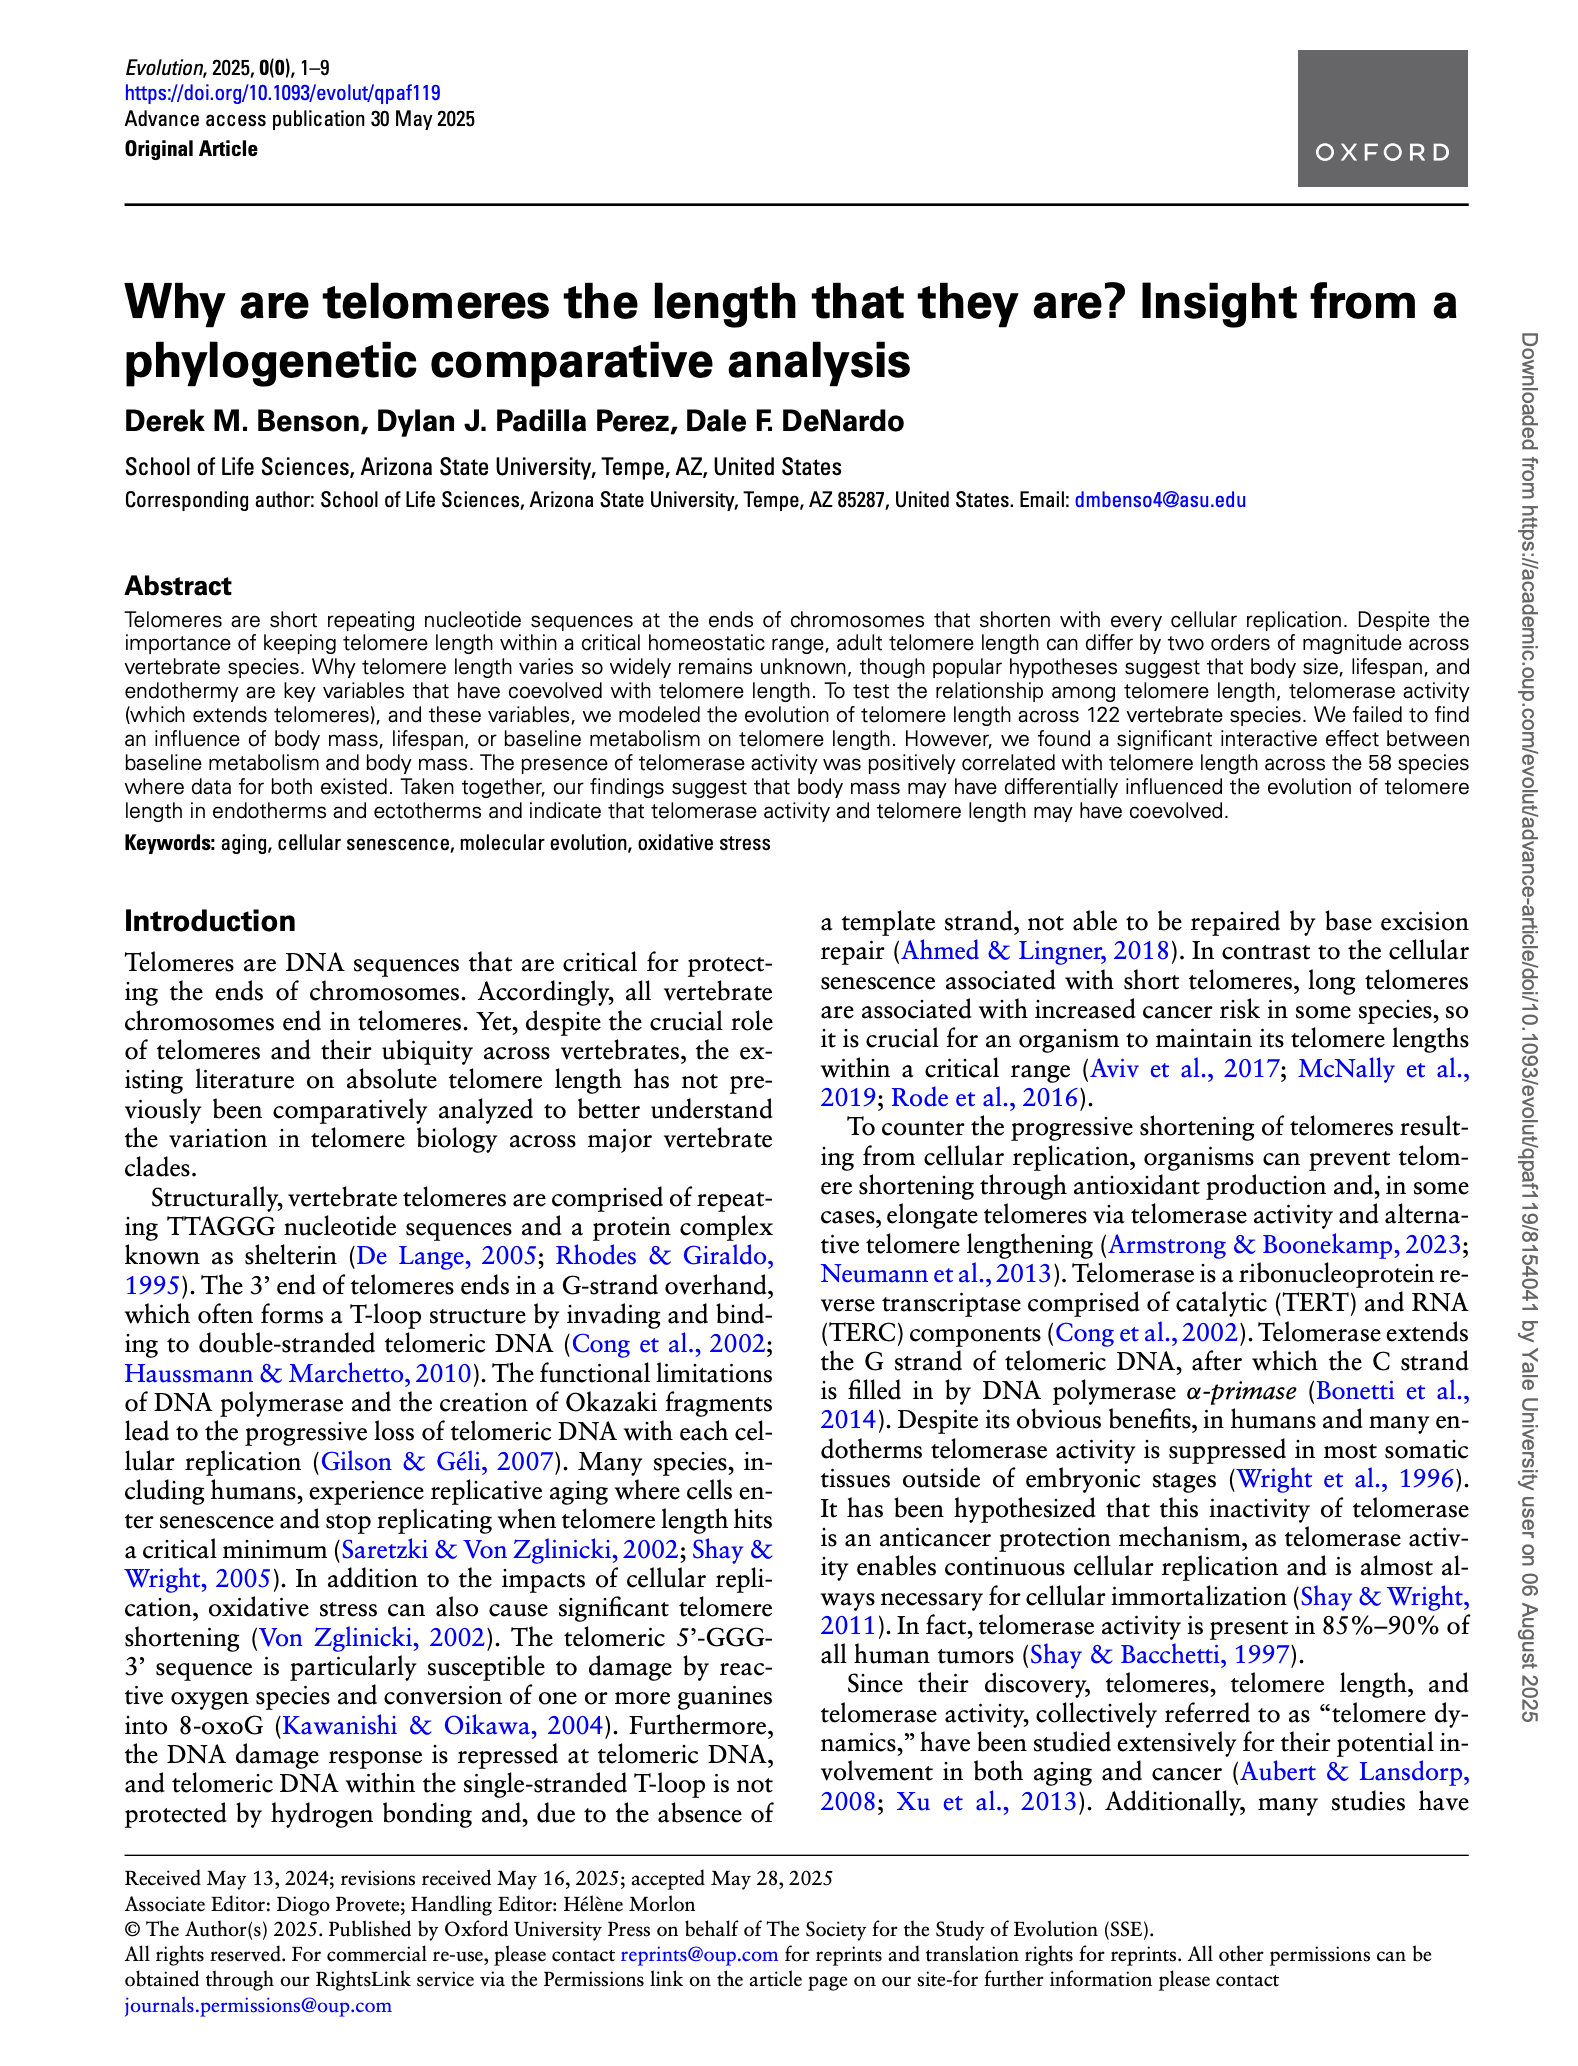 Evolution, 2025, 0(0), 1–9
https://doi.org/10.1093/evolut/qpaf119
Advance access publication 30 May 2025
Original Article
OXFORD
Why are telomeres the length that they are? Insight from a
phylogenetic comparative analysis
Derek M. Benson, Dylan J. Padilla Perez, Dale F. DeNardo
School of Life Sciences, Arizona State University, Tempe, AZ, United States
Corresponding author: School of Life Sciences, Arizona State University, Tempe, AZ 85287, United States. Email: dmbenso4@asu.edu
Abstract
Telomeres are short repeating nucleotide sequences at the ends of chromosomes that shorten with every cellular replication. Despite the
importance of keeping telomere length within a critical homeostatic range, adult telomere length can differ by two orders of magnitude across
vertebrate species. Why telomere length varies so widely remains unknown, though popular hypotheses suggest that body size, lifespan, and
endothermy are key variables that have coevolved with telomere length. To test the relationship among telomere length, telomerase activity
(which extends telomeres), and these variables, we modeled the evolution of telomere length across 122 vertebrate species. We failed to find
an influence of body mass, lifespan, or baseline metabolism on telomere length. However, we found a significant interactive effect between
baseline metabolism and body mass. The presence of telomerase activity was positively correlated with telomere length across the 58 species
where data for both existed. Taken together, our findings suggest that body mass may have differentially influenced the evolution of telomere
length in endotherms and ectotherms and indicate that telomerase activity and telomere length may have coevolved.
Keywords: aging, cellular senescence, molecular evolution, oxidative stress
Introduction
Telomeres are DNA sequences that are critical for protect-
ing the ends of chromosomes. Accordingly, all vertebrate
chromosomes end in telomeres. Yet, despite the crucial role
of telomeres and their ubiquity across vertebrates, the ex-
isting literature on absolute telomere length has not pre-
viously been comparatively analyzed to better understand
the variation in telomere biology across major vertebrate
clades.
Structurally, vertebrate telomeres are comprised of repeat-
ing TTAGGG nucleotide sequences and a protein complex
known as shelterin (De Lange, 2005; Rhodes & Giraldo,
1995). The 3’ end of telomeres ends in a G-strand overhand,
which often forms a T-loop structure by invading and bind-
ing to double-stranded telomeric DNA (Cong et al., 2002;
Haussmann & Marchetto, 2010). The functional limitations
of DNA polymerase and the creation of Okazaki fragments
lead to the progressive loss of telomeric DNA with each cel-
lular replication (Gilson & Géli, 2007). Many species, in-
cluding humans, experience replicative aging where cells en-
ter senescence and stop replicating when telomere length hits
a critical minimum (Saretzki & Von Zglinicki, 2002; Shay &
Wright, 2005). In addition to the impacts of cellular repli-
cation, oxidative stress can also cause significant telomere
shortening (Von Zglinicki, 2002). The telomeric 5’-GGG-
3’ sequence is particularly susceptible to damage by reac-
tive oxygen species and conversion of one or more guanines
into 8-oxoG (Kawanishi & Oikawa, 2004). Furthermore,
the DNA damage response is repressed at telomeric DNA,
and telomeric DNA within the single-stranded T-loop is not
protected by hydrogen bonding and, due to the absence of
a template strand, not able to be repaired by base excision
repair (Ahmed & Lingner, 2018). In contrast to the cellular
senescence associated with short telomeres, long telomeres
are associated with increased cancer risk in some species, so
it is crucial for an organism to maintain its telomere lengths
within a critical range (Aviv et al., 2017; McNally et al.,
2019; Rode et al., 2016).
To counter the progressive shortening of telomeres result-
ing from cellular replication, organisms can prevent telom-
ere shortening through antioxidant production and, in some
cases, elongate telomeres via telomerase activity and alterna-
tive telomere lengthening (Armstrong & Boonekamp, 2023;
Neumann et al., 2013). Telomerase is a ribonucleoprotein re-
verse transcriptase comprised of catalytic (TERT) and RNA
(TERC) components (Cong et al., 2002). Telomerase extends
the G strand of telomeric DNA, after which the C strand
is filled in by DNA polymerase α-primase (Bonetti et al.,
2014). Despite its obvious benefits, in humans and many en-
dotherms telomerase activity is suppressed in most somatic
tissues outside of embryonic stages (Wright et al., 1996).
It has been hypothesized that this inactivity of telomerase
is an anticancer protection mechanism, as telomerase activ-
ity enables continuous cellular replication and is almost al-
ways necessary for cellular immortalization (Shay & Wright,
2011). In fact, telomerase activity is present in 85%–90% of
all human tumors (Shay & Bacchetti, 1997).
Since their discovery, telomeres, telomere length, and
telomerase activity, collectively referred to as “telomere dy-
namics,” have been studied extensively for their potential in-
volvement in both aging and cancer (Aubert & Lansdorp,
2008; Xu et al., 2013). Additionally, many studies have
Received May 13, 2024; revisions received May 16, 2025; accepted May 28, 2025
Associate Editor: Diogo Provete; Handling Editor: Hélène Morlon
© The Author(s) 2025. Published by Oxford University Press on behalf of The Society for the Study of Evolution (SSE).
All rights reserved. For commercial re-use, please contact reprints@oup.com for reprints and translation rights for reprints. All other permissions can be
obtained through our RightsLink service via the Permissions link on the article page on our site-for further information please contact
journals.permissions@oup.com
Downloaded from https://academic.oup.com/evolut/advance-article/doi/10.1093/evolut/qpaf119/8154041 by Yale University user on 06 August 2025